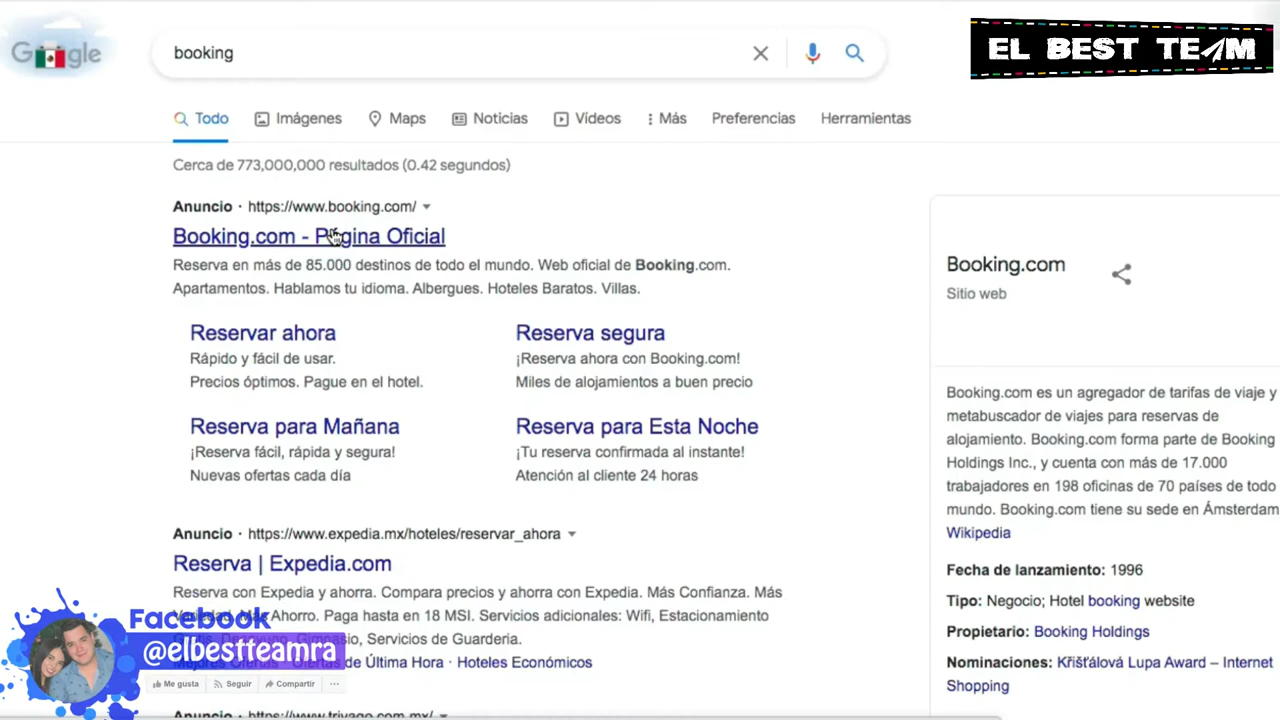 Google
booking
EL BEST TEAM
Todo
Imágenes
Maps
Noticias
Vídeos
Más
Preferencias
Herramientas
Cerca de 773,000,000 resultados (0.42 segundos)
Anuncio · https://www.booking.com/
Booking.com - Página Oficial
Reserva en más de 85.000 destinos de todo el mundo. Web oficial de Booking.com.
Apartamentos. Hablamos tu idioma. Albergues. Hoteles Baratos. Villas.
Reservar ahora
Rápido y fácil de usar.
Precios óptimos. Pague en el hotel.
Reserva segura
¡Reserva ahora con Booking.com!
Miles de alojamientos a buen precio
Reserva para Mañana
¡Reserva fácil, rápida y segura!
Nuevas ofertas cada día
Reserva para Esta Noche
¡Tu reserva confirmada al instante!
Atención al cliente 24 horas
Anuncio · https://www.expedia.mx/hoteles/reservar_ahora
Reserva | Expedia.com
Reserva con Expedia y ahorra. Compara precios y ahorra con Expedia. Más Confianza. Más
Más Ahorro. Paga hasta en 18 MSI. Servicios adicionales: Wifi, Estacionamiento
Gimnasio, Servicios de Guardería.
de Última Hora · Hoteles Económicos
Anuncio · https://www.trivago.com.mx/
Booking.com
Sitio web
Booking.com es un agregador de tarifas de viaje y
metabuscador de viajes para reservas de
alojamiento. Booking.com forma parte de Booking
Holdings Inc., y cuenta con más de 17.000
trabajadores en 198 oficinas de 70 países de todo
mundo. Booking.com tiene su sede en Ámsterdam
Wikipedia
Fecha de lanzamiento: 1996
Tipo: Negocio; Hotel booking website
Propietario: Booking Holdings
Nominaciones: Křišťálová Lupa Award – Internet
Shopping
Facebook
@elbestteamra
Me gusta
Seguir
Compartir